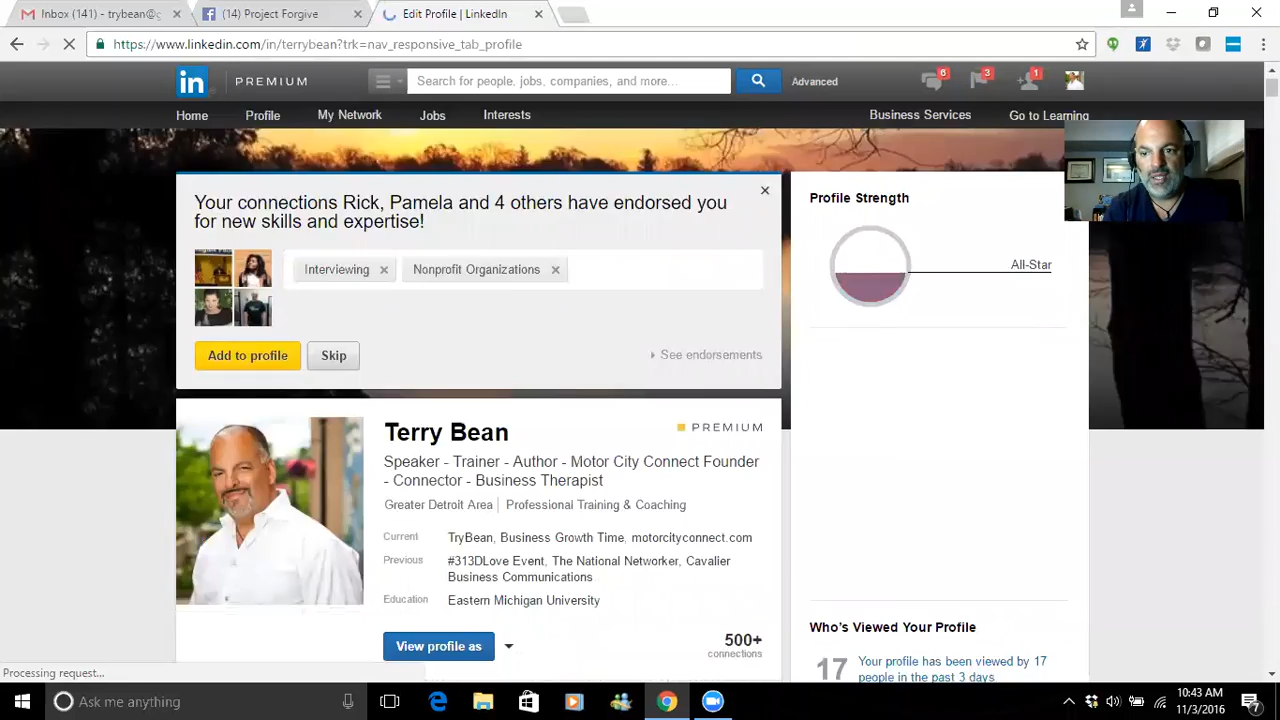 Inbox (141) - trybean@g
(14) Project Forgive
Edit Profile | LinkedIn
https://www.linkedin.com/in/terrybean?trk=nav_responsive_tab_profile
in PREMIUM
Search for people, jobs, companies, and more...
Advanced
6
3
1
Home Profile My Network Jobs Interests Business Services Go to Learning
Your connections Rick, Pamela and 4 others have endorsed you
for new skills and expertise!
Interviewing
Nonprofit Organizations
Add to profile
Skip
See endorsements
Profile Strength
All-Star
Terry Bean
PREMIUM
Speaker - Trainer - Author - Motor City Connect Founder
- Connector - Business Therapist
Greater Detroit Area Professional Training & Coaching
Current TryBean, Business Growth Time, motorcityconnect.com
Previous #313DLove Event, The National Networker, Cavalier
Business Communications
Education Eastern Michigan University
View profile as
500+
connections
Who's Viewed Your Profile
17 Your profile has been viewed by 17
people in the past 3 days
Processing request...
Ask me anything
10:43 AM
11/3/2016
7